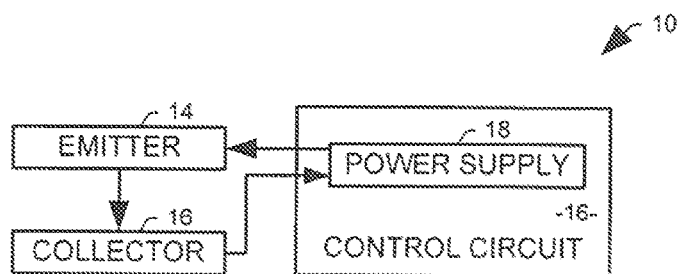 10
14
EMITTER
18
POWER SUPPLY
16
COLLECTOR
-16-
CONTROL CIRCUIT